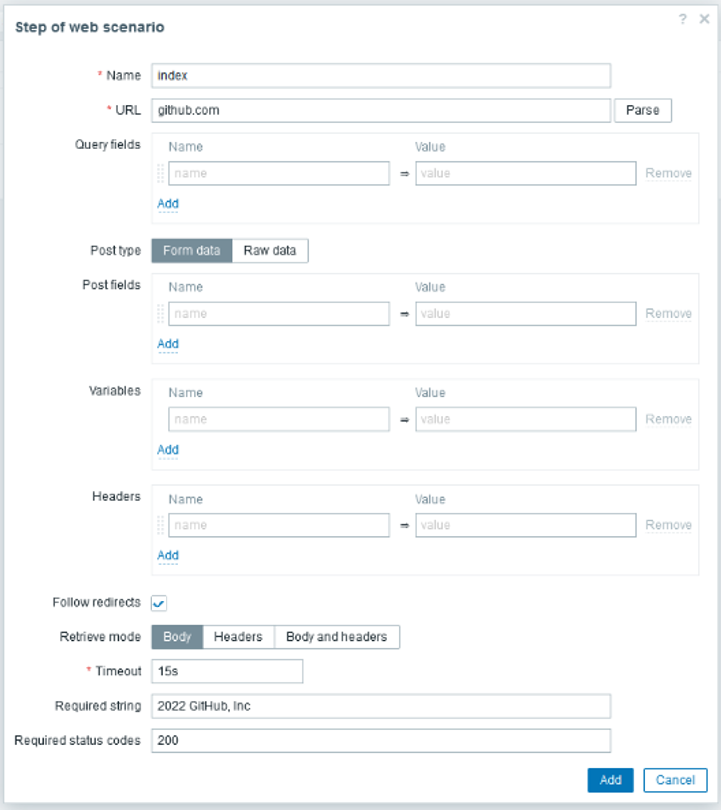 Step of web scenario ? ×
* Name index
* URL github.com Parse
Query fields Name Value
name ⇒ value Remove
Add
Post type Form data Raw data
Post fields Name Value
name ⇒ value Remove
Add
Variables Name Value
name ⇒ value Remove
Add
Headers Name Value
name ⇒ value Remove
Add
Follow redirects
Retrieve mode Body Headers Body and headers
* Timeout 15s
Required string 2022 GitHub, Inc
Required status codes 200
Add Cancel